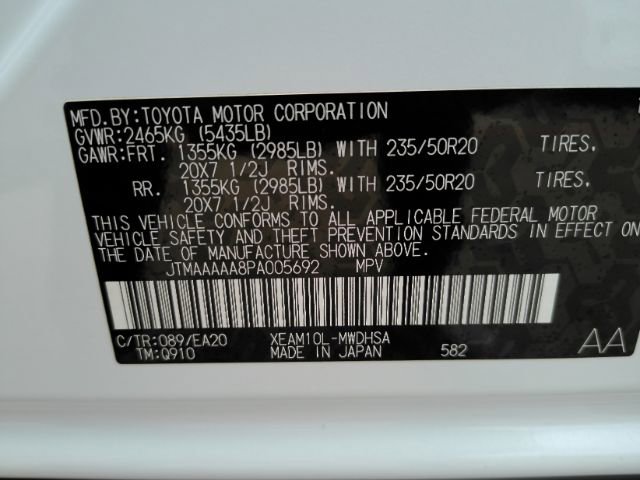 MFD.BY:TOYOTA MOTOR CORPORATION
GVWR:2465KG (5435LB)
GAWR:FRT. 1355KG (2985LB) WITH 235/50R20 TIRES.
20X7 1/2J RIMS.
RR. 1355KG (2985LB) WITH 235/50R20 TIRES.
20X7 1/2J RIMS.
THIS VEHICLE CONFORMS TO ALL APPLICABLE FEDERAL MOTOR
VEHICLE SAFETY AND THEFT PREVENTION STANDARDS IN EFFECT ON
THE DATE OF MANUFACTURE SHOWN ABOVE.
JTMAAAAA8PA005692 MPV
C/TR:089/EA20 XEAM10L-MWDHSA
TM:Q910 MADE IN JAPAN 582
AA